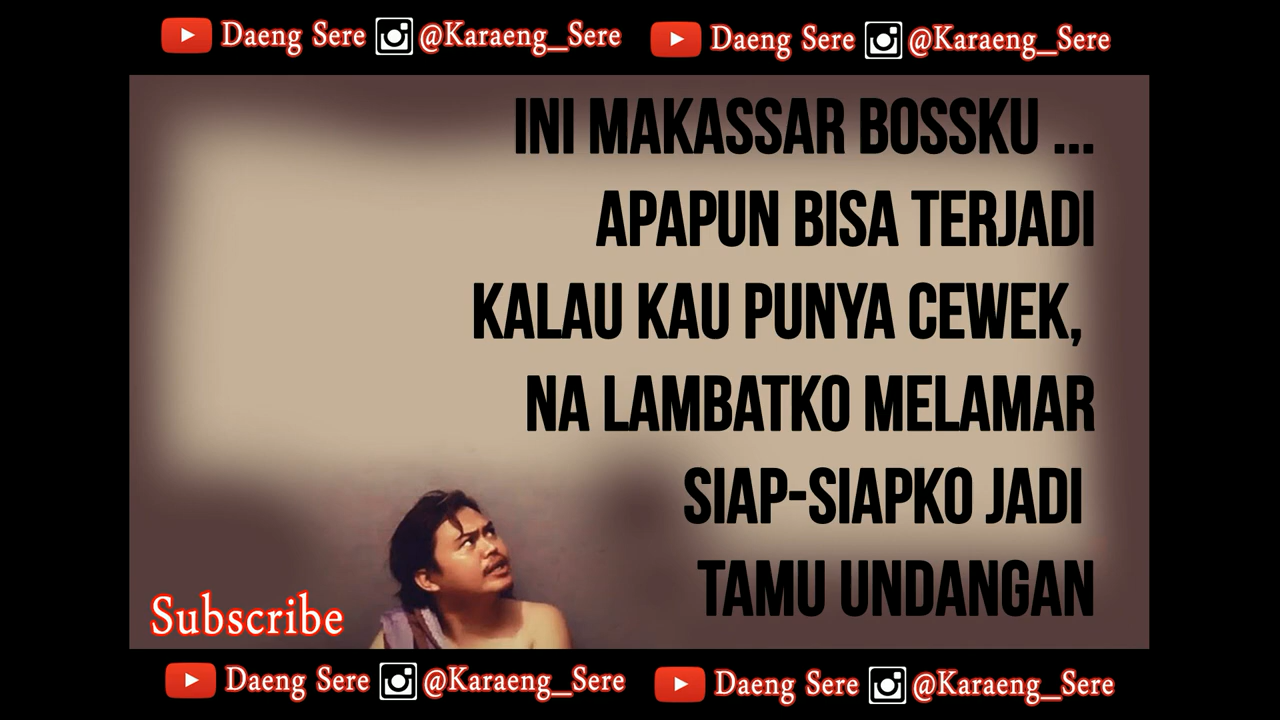 Daeng Sere @Karaeng_Sere Daeng Sere @Karaeng_Sere
INI MAKASSAR BOSSKU ...
APAPUN BISA TERJADI
KALAU KAU PUNYA CEWEK,
NA LAMBATKO MELAMAR
SIAP-SIAPKO JADI
TAMU UNDANGAN
Subscribe
Daeng Sere @Karaeng_Sere Daeng Sere @Karaeng_Sere